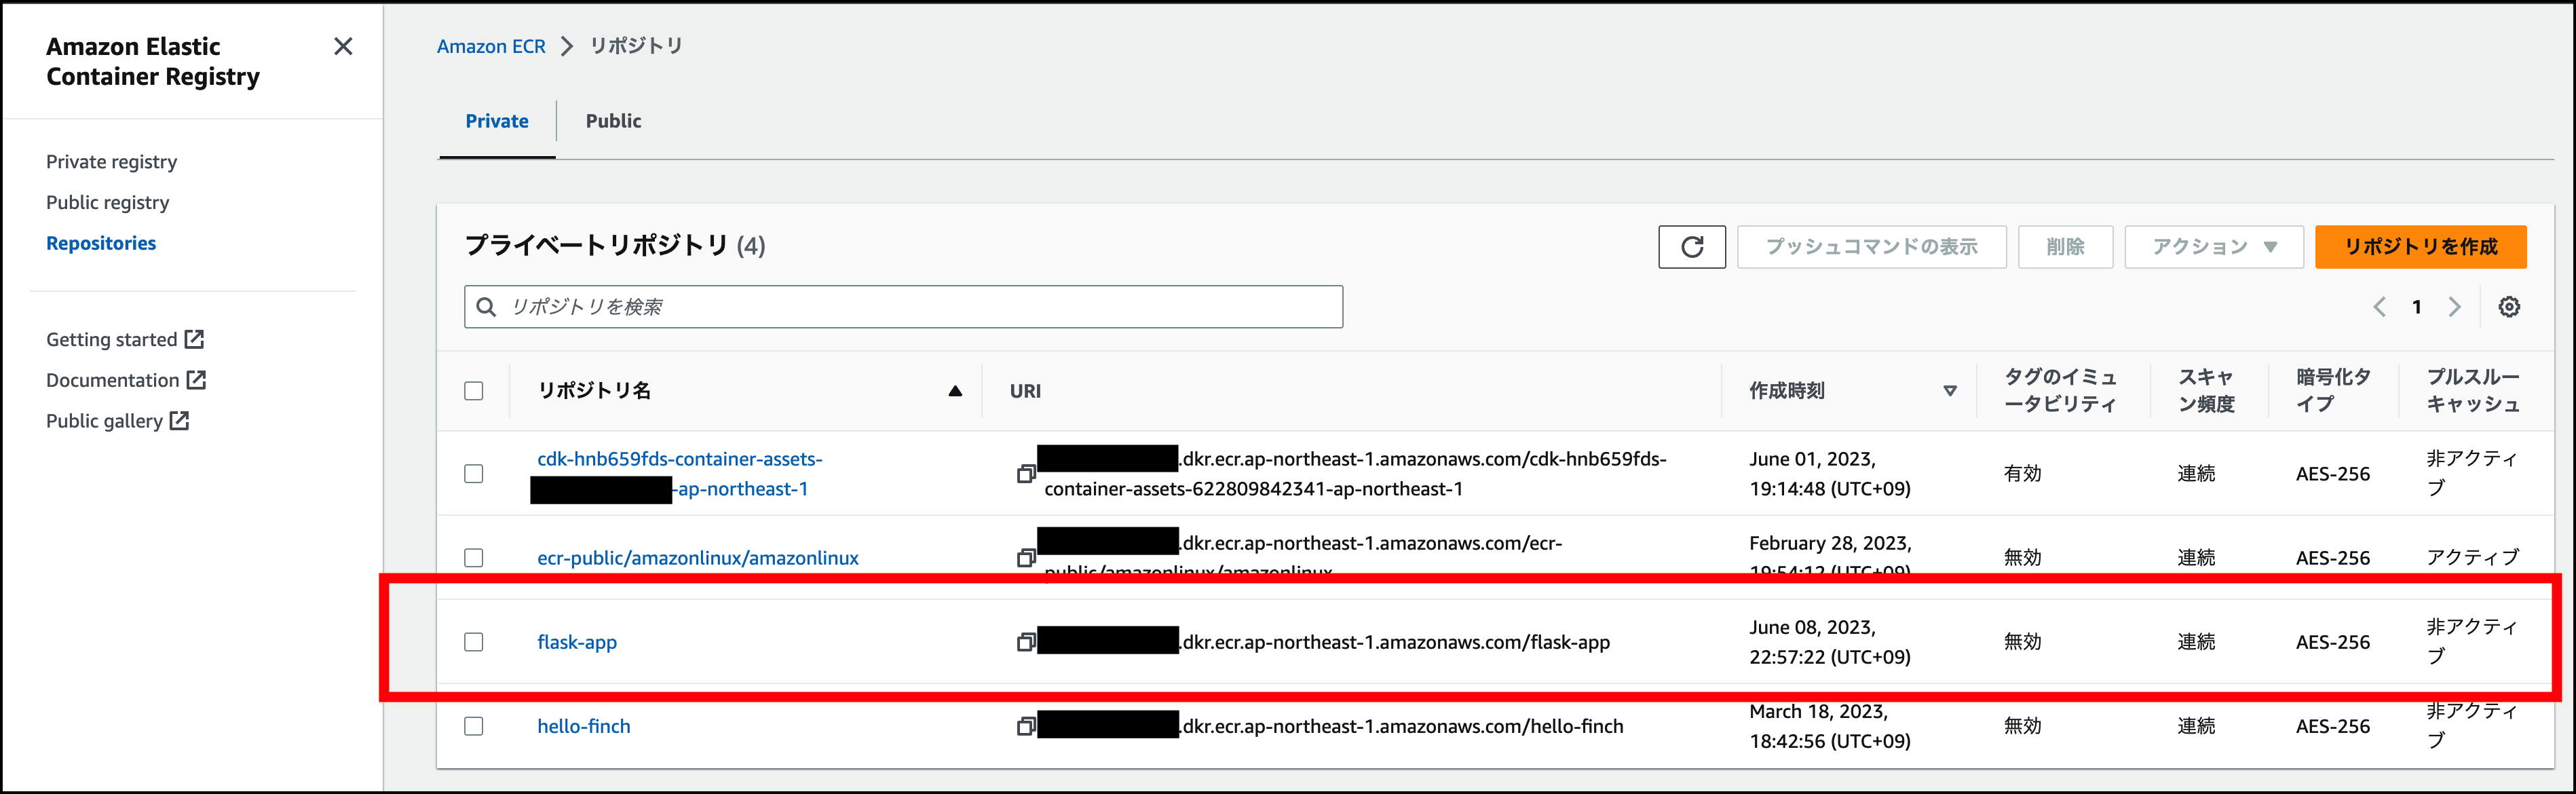 Amazon Elastic
Container Registry
Private registry
Public registry
Repositories
Getting started
Documentation
Public gallery
Amazon ECR
リポジトリ
Private
Public
プライベートリポジトリ (4)
プッシュコマンドの表示
削除
アクション
リポジトリを作成
リポジトリを検索
1
リポジトリ名
URI
作成時刻
タグのイミュ
ータビリティ
スキャ
ン頻度
暗号化タ
イプ
プルスルー
キャッシュ
cdk-hnb659fds-container-assets-
-ap-northeast-1
.dkr.ecr.ap-northeast-1.amazonaws.com/cdk-hnb659fds-
container-assets-622809842341-ap-northeast-1
June 01, 2023,
19:14:48 (UTC+09)
有効
連続
AES-256
非アクティ
ブ
ecr-public/amazonlinux/amazonlinux
.dkr.ecr.ap-northeast-1.amazonaws.com/ecr-
public/amazonlinux/amazonlinux
February 28, 2023,
19:54:12 (UTC+09)
無効
連続
AES-256
アクティブ
flask-app
.dkr.ecr.ap-northeast-1.amazonaws.com/flask-app
June 08, 2023,
22:57:22 (UTC+09)
無効
連続
AES-256
非アクティ
ブ
hello-finch
.dkr.ecr.ap-northeast-1.amazonaws.com/hello-finch
March 18, 2023,
18:42:56 (UTC+09)
無効
連続
AES-256
非アクティ
ブ